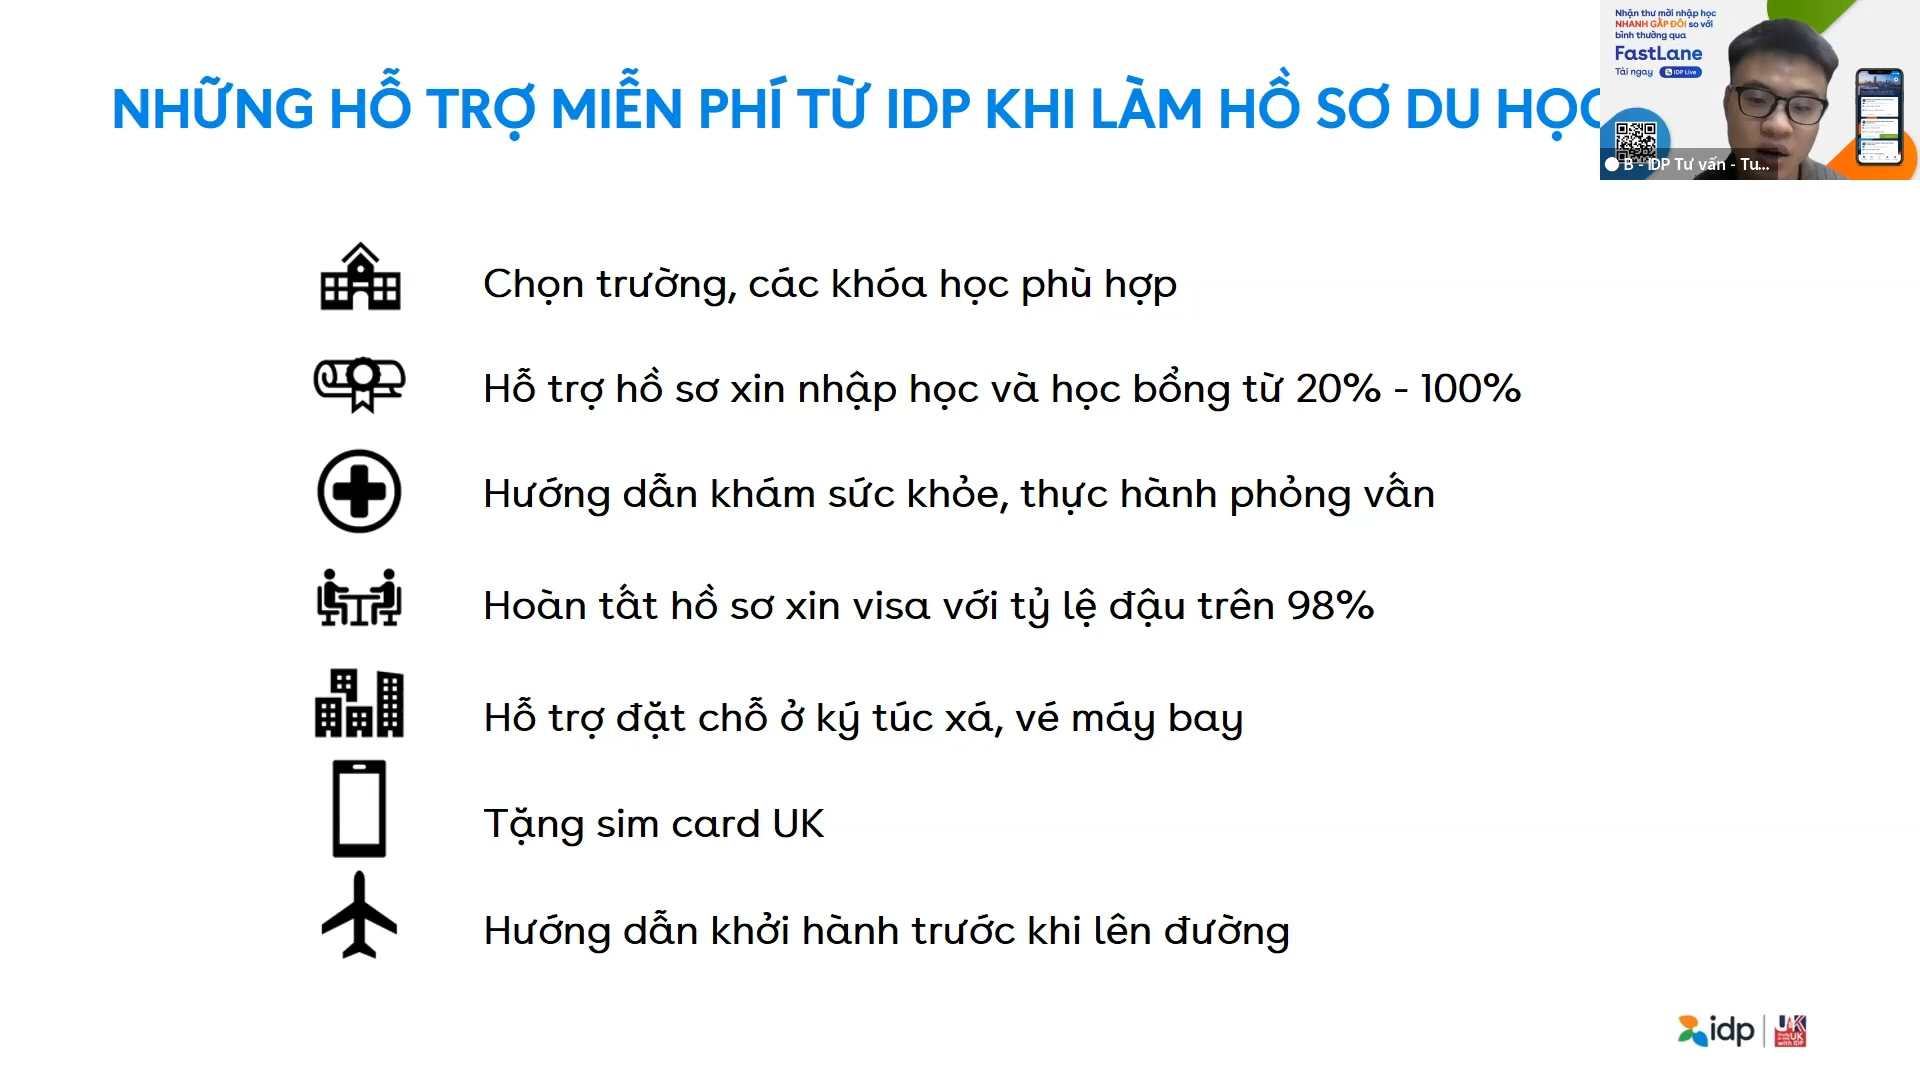 NHỮNG HỖ TRỢ MIỄN PHÍ TỪ IDP KHI LÀM HỒ SƠ DU HỌC
Nhận thư mời nhập học
NHANH GẤP ĐÔI so với
bình thường qua
FastLane
Tải ngay IDP Live
B - IDP Tư vấn - Tu...
Chọn trường, các khóa học phù hợp
Hỗ trợ hồ sơ xin nhập học và học bổng từ 20% - 100%
Hướng dẫn khám sức khỏe, thực hành phỏng vấn
Hoàn tất hồ sơ xin visa với tỷ lệ đậu trên 98%
Hỗ trợ đặt chỗ ở ký túc xá, vé máy bay
Tặng sim card UK
Hướng dẫn khởi hành trước khi lên đường
idp
UK
with IDP